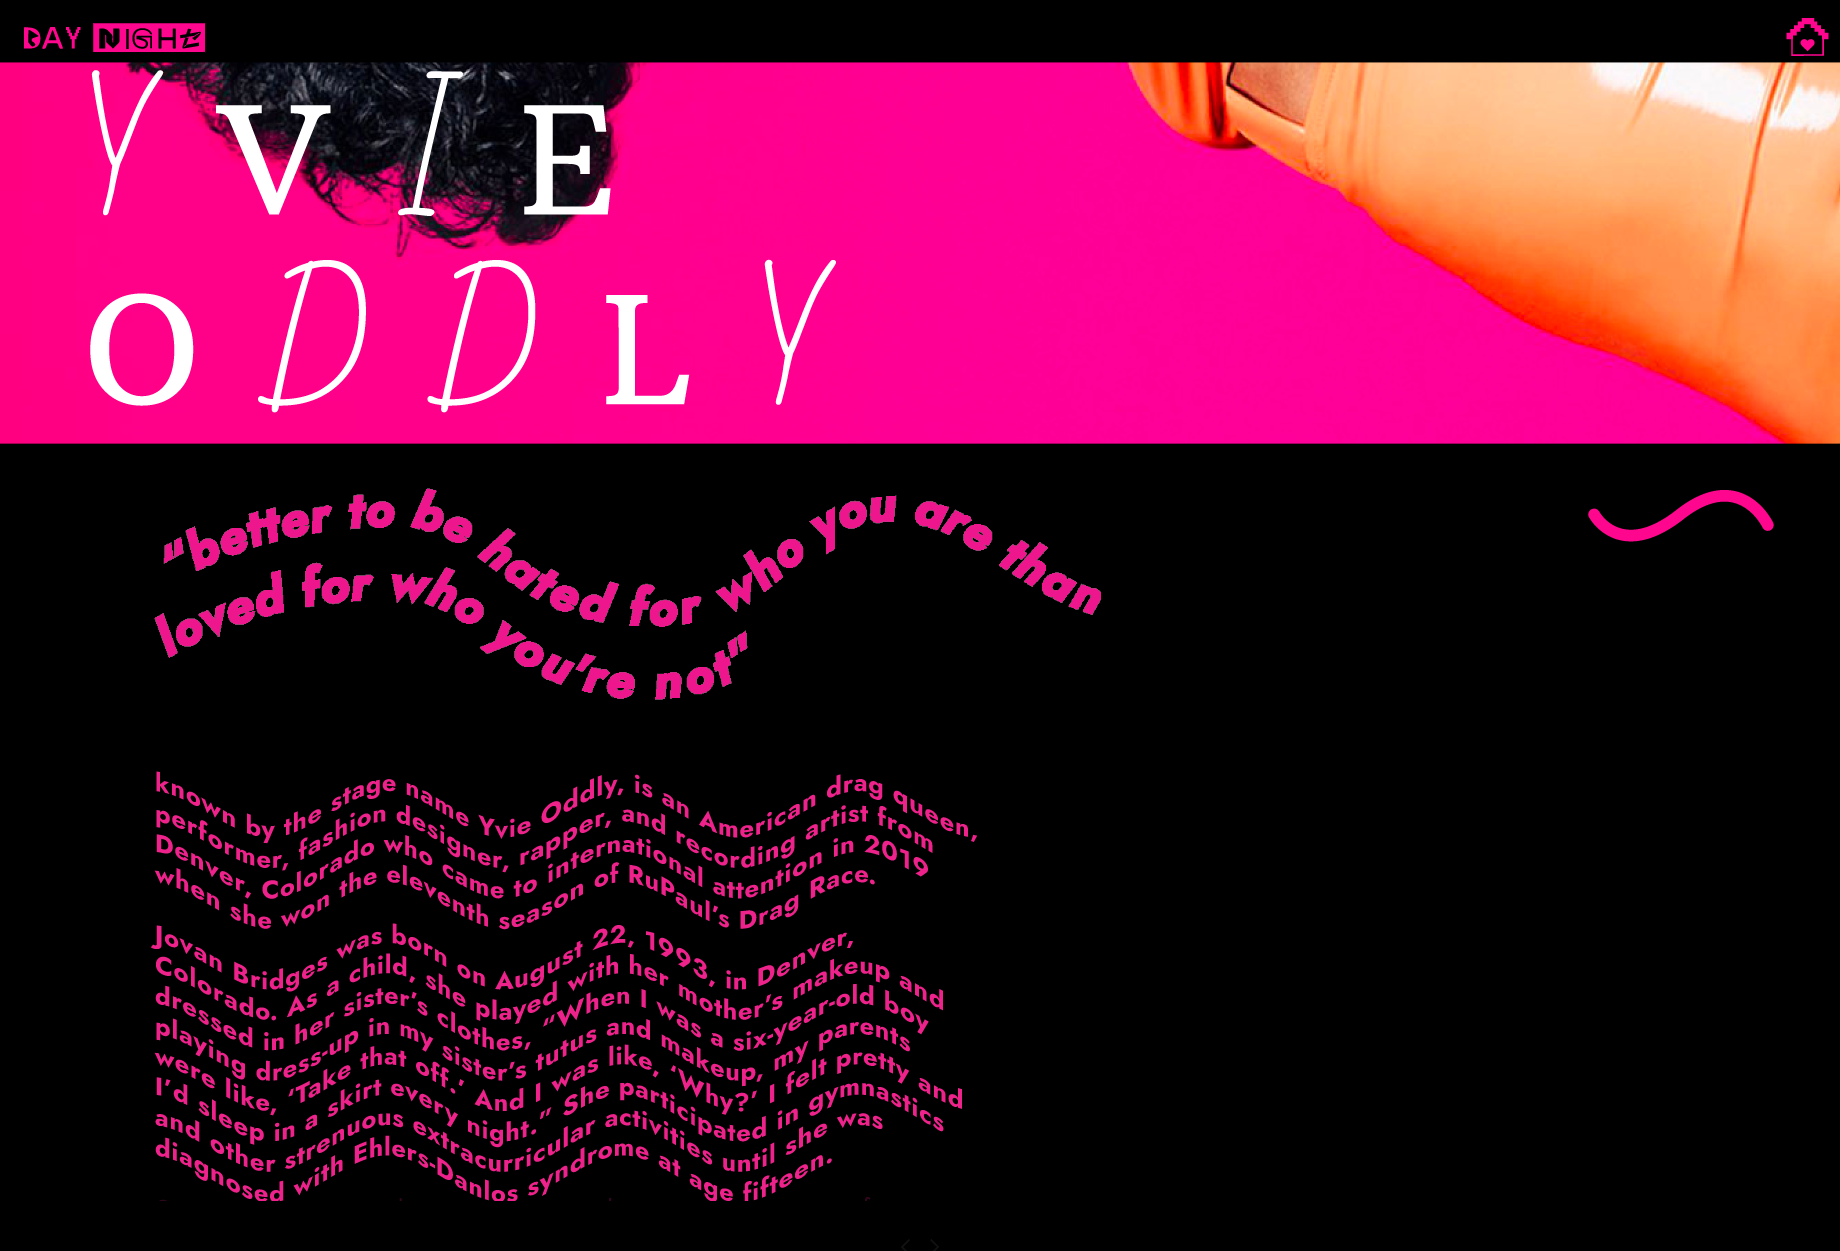 DAY NIGHt
YVIE
ODDLY
“better to be hated for who you are than
loved for who you’re not”
known by the stage name Yvie Oddly, is an American drag queen,
performer, fashion designer, rapper, and recording artist from
Denver, Colorado who came to international attention in 2019
when she won the eleventh season of RuPaul’s Drag Race.
Jovan Bridges was born on August 22, 1993, in Denver,
Colorado. As a child, she played with her mother’s makeup and
dressed in her sister’s clothes, “When I was a six-year-old boy
playing dress-up in my sister’s tutus and makeup, my parents
were like, ‘Take that off.’ And I was like, ‘Why?’ I felt pretty and
I’d sleep in a skirt every night.” She participated in gymnastics
and other strenuous extracurricular activities until she was
diagnosed with Ehlers-Danlos syndrome at age fifteen.